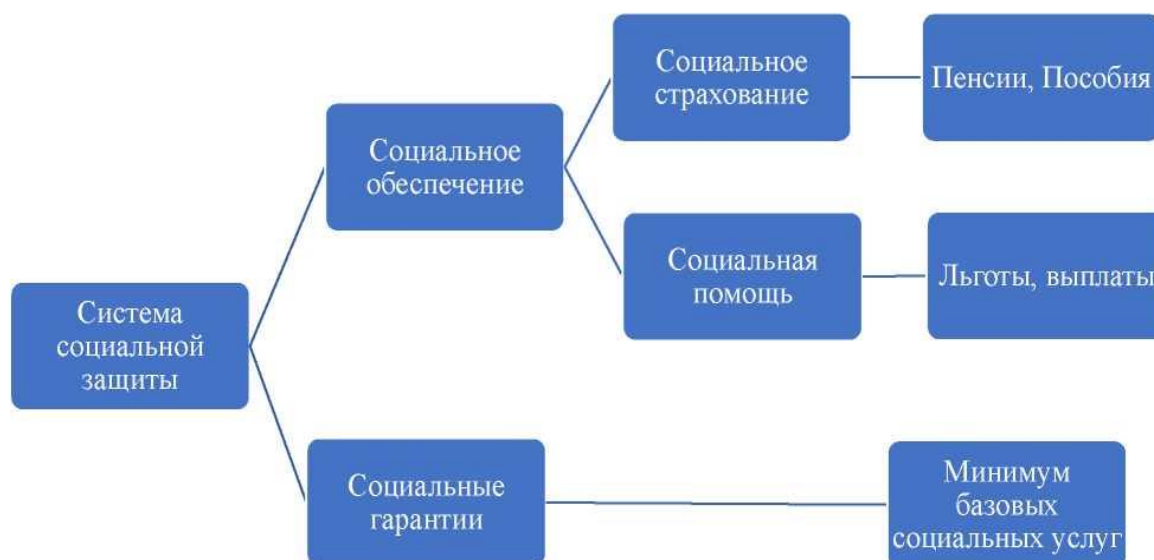 Социальное
страхование
Пенсии, Пособия
Социальное
обеспечение
Социальная
помощь
Льготы, выплаты
Система
социальной
защиты
Социальные
гарантии
Минимум
базовых
социальных услуг